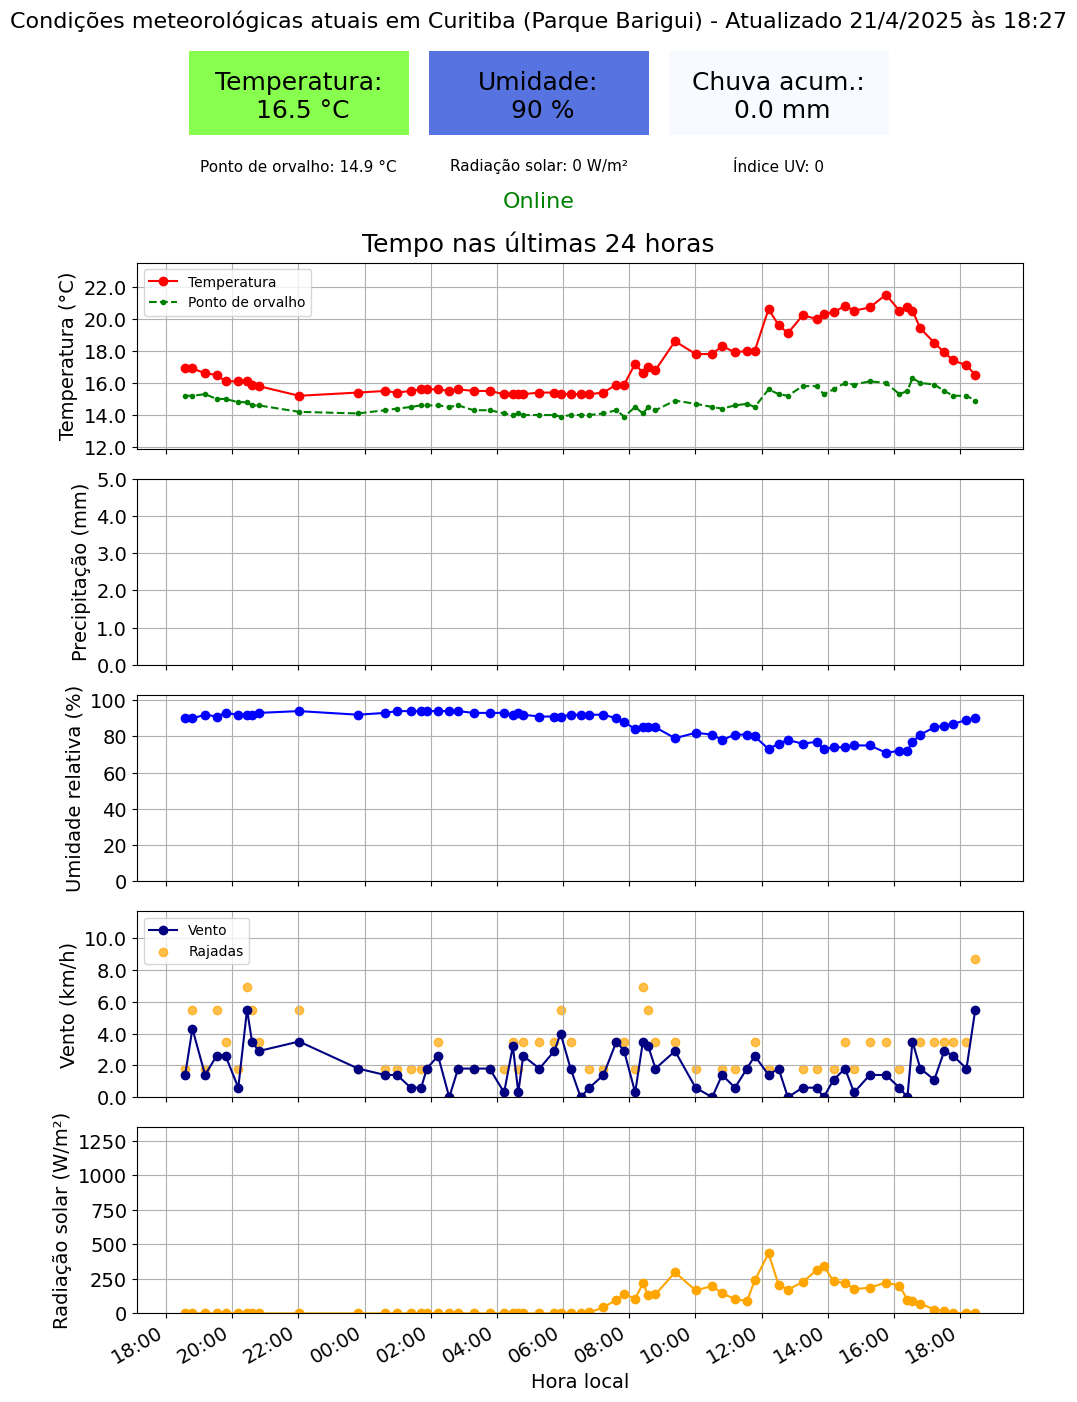 Condições meteorológicas atuais em Curitiba (Parque Barigui) - Atualizado 21/4/2025 às 18:27
Temperatura:
16.5 °C
Umidade:
90 %
Chuva acum.:
0.0 mm
Ponto de orvalho: 14.9 °C
Radiação solar: 0 W/m²
Índice UV: 0
Online
Tempo nas últimas 24 horas
Temperatura (°C)
22.0
20.0
18.0
16.0
14.0
12.0
Temperatura
Ponto de orvalho
Precipitação (mm)
5.0
4.0
3.0
2.0
1.0
0.0
Umidade relativa (%)
100
80
60
40
20
0
Vento (km/h)
10.0
8.0
6.0
4.0
2.0
0.0
Vento
Rajadas
Radiação solar (W/m²)
1250
1000
750
500
250
0
18:00
20:00
22:00
00:00
02:00
04:00
06:00
08:00
10:00
12:00
14:00
16:00
18:00
Hora local